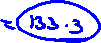 = 133.3